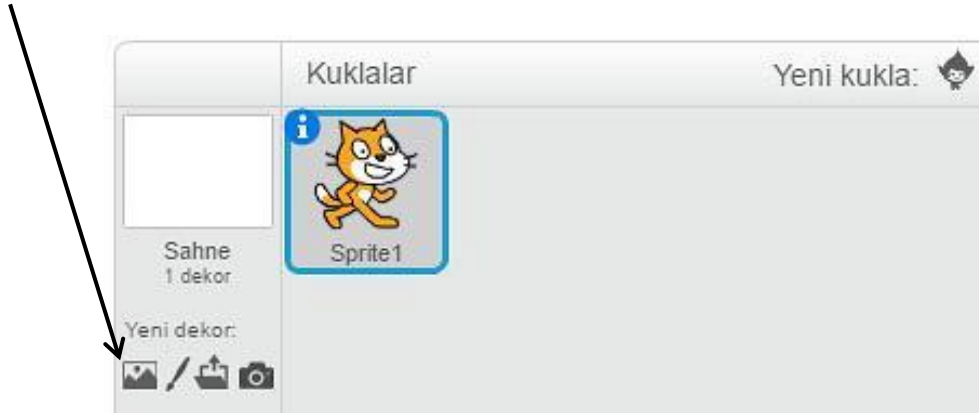 Kuklalar
Yeni kukla:
Sprite1
Sahne
1 dekor
Yeni dekor: